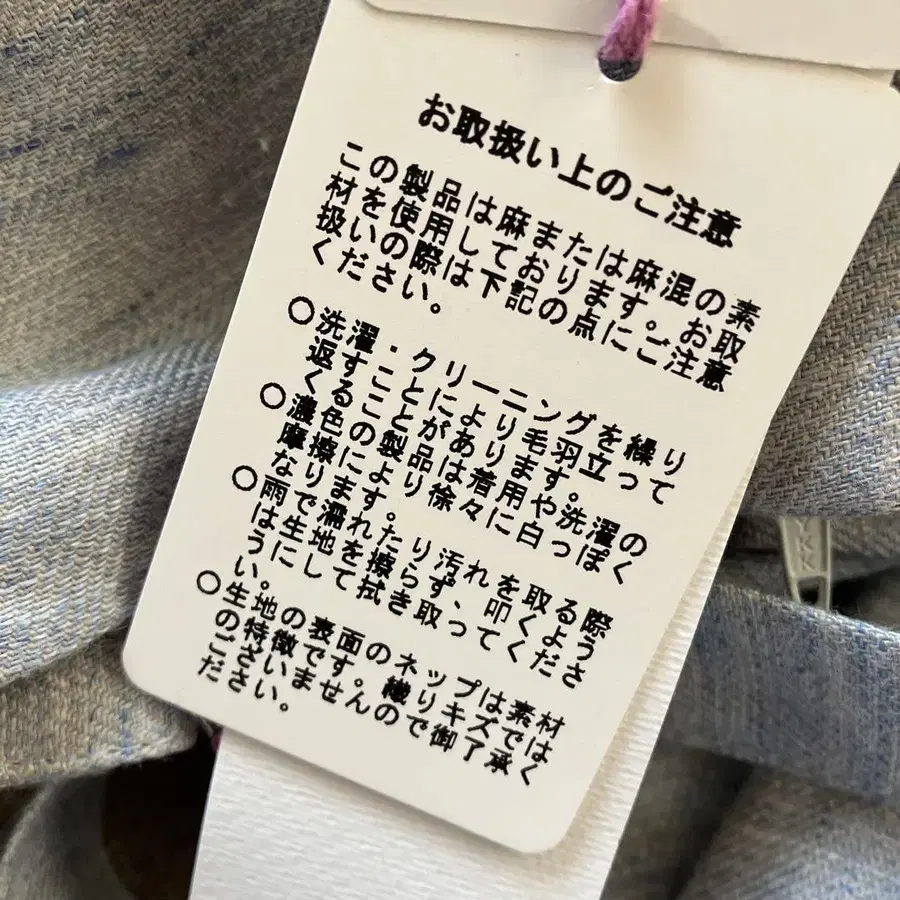 お取扱い上のご注意
この製品は麻または麻混の素
材を使用しております。お取
扱いの際は下記の点にご注意
ください。
○洗濯・クリーニングを繰り
返すことにより毛羽立って
くることがあります。
○濃色の製品は着用や洗濯の
摩擦により徐々に白っぽく
なります。
○雨で濡れたり汚れを取る際
は生地を擦らず、叩くよう
うにして拭き取ってくださ
い。
○生地の表面のネップは素材
の特徴です。織りキズでは
ございませんので御了承く
ださい。
YKK